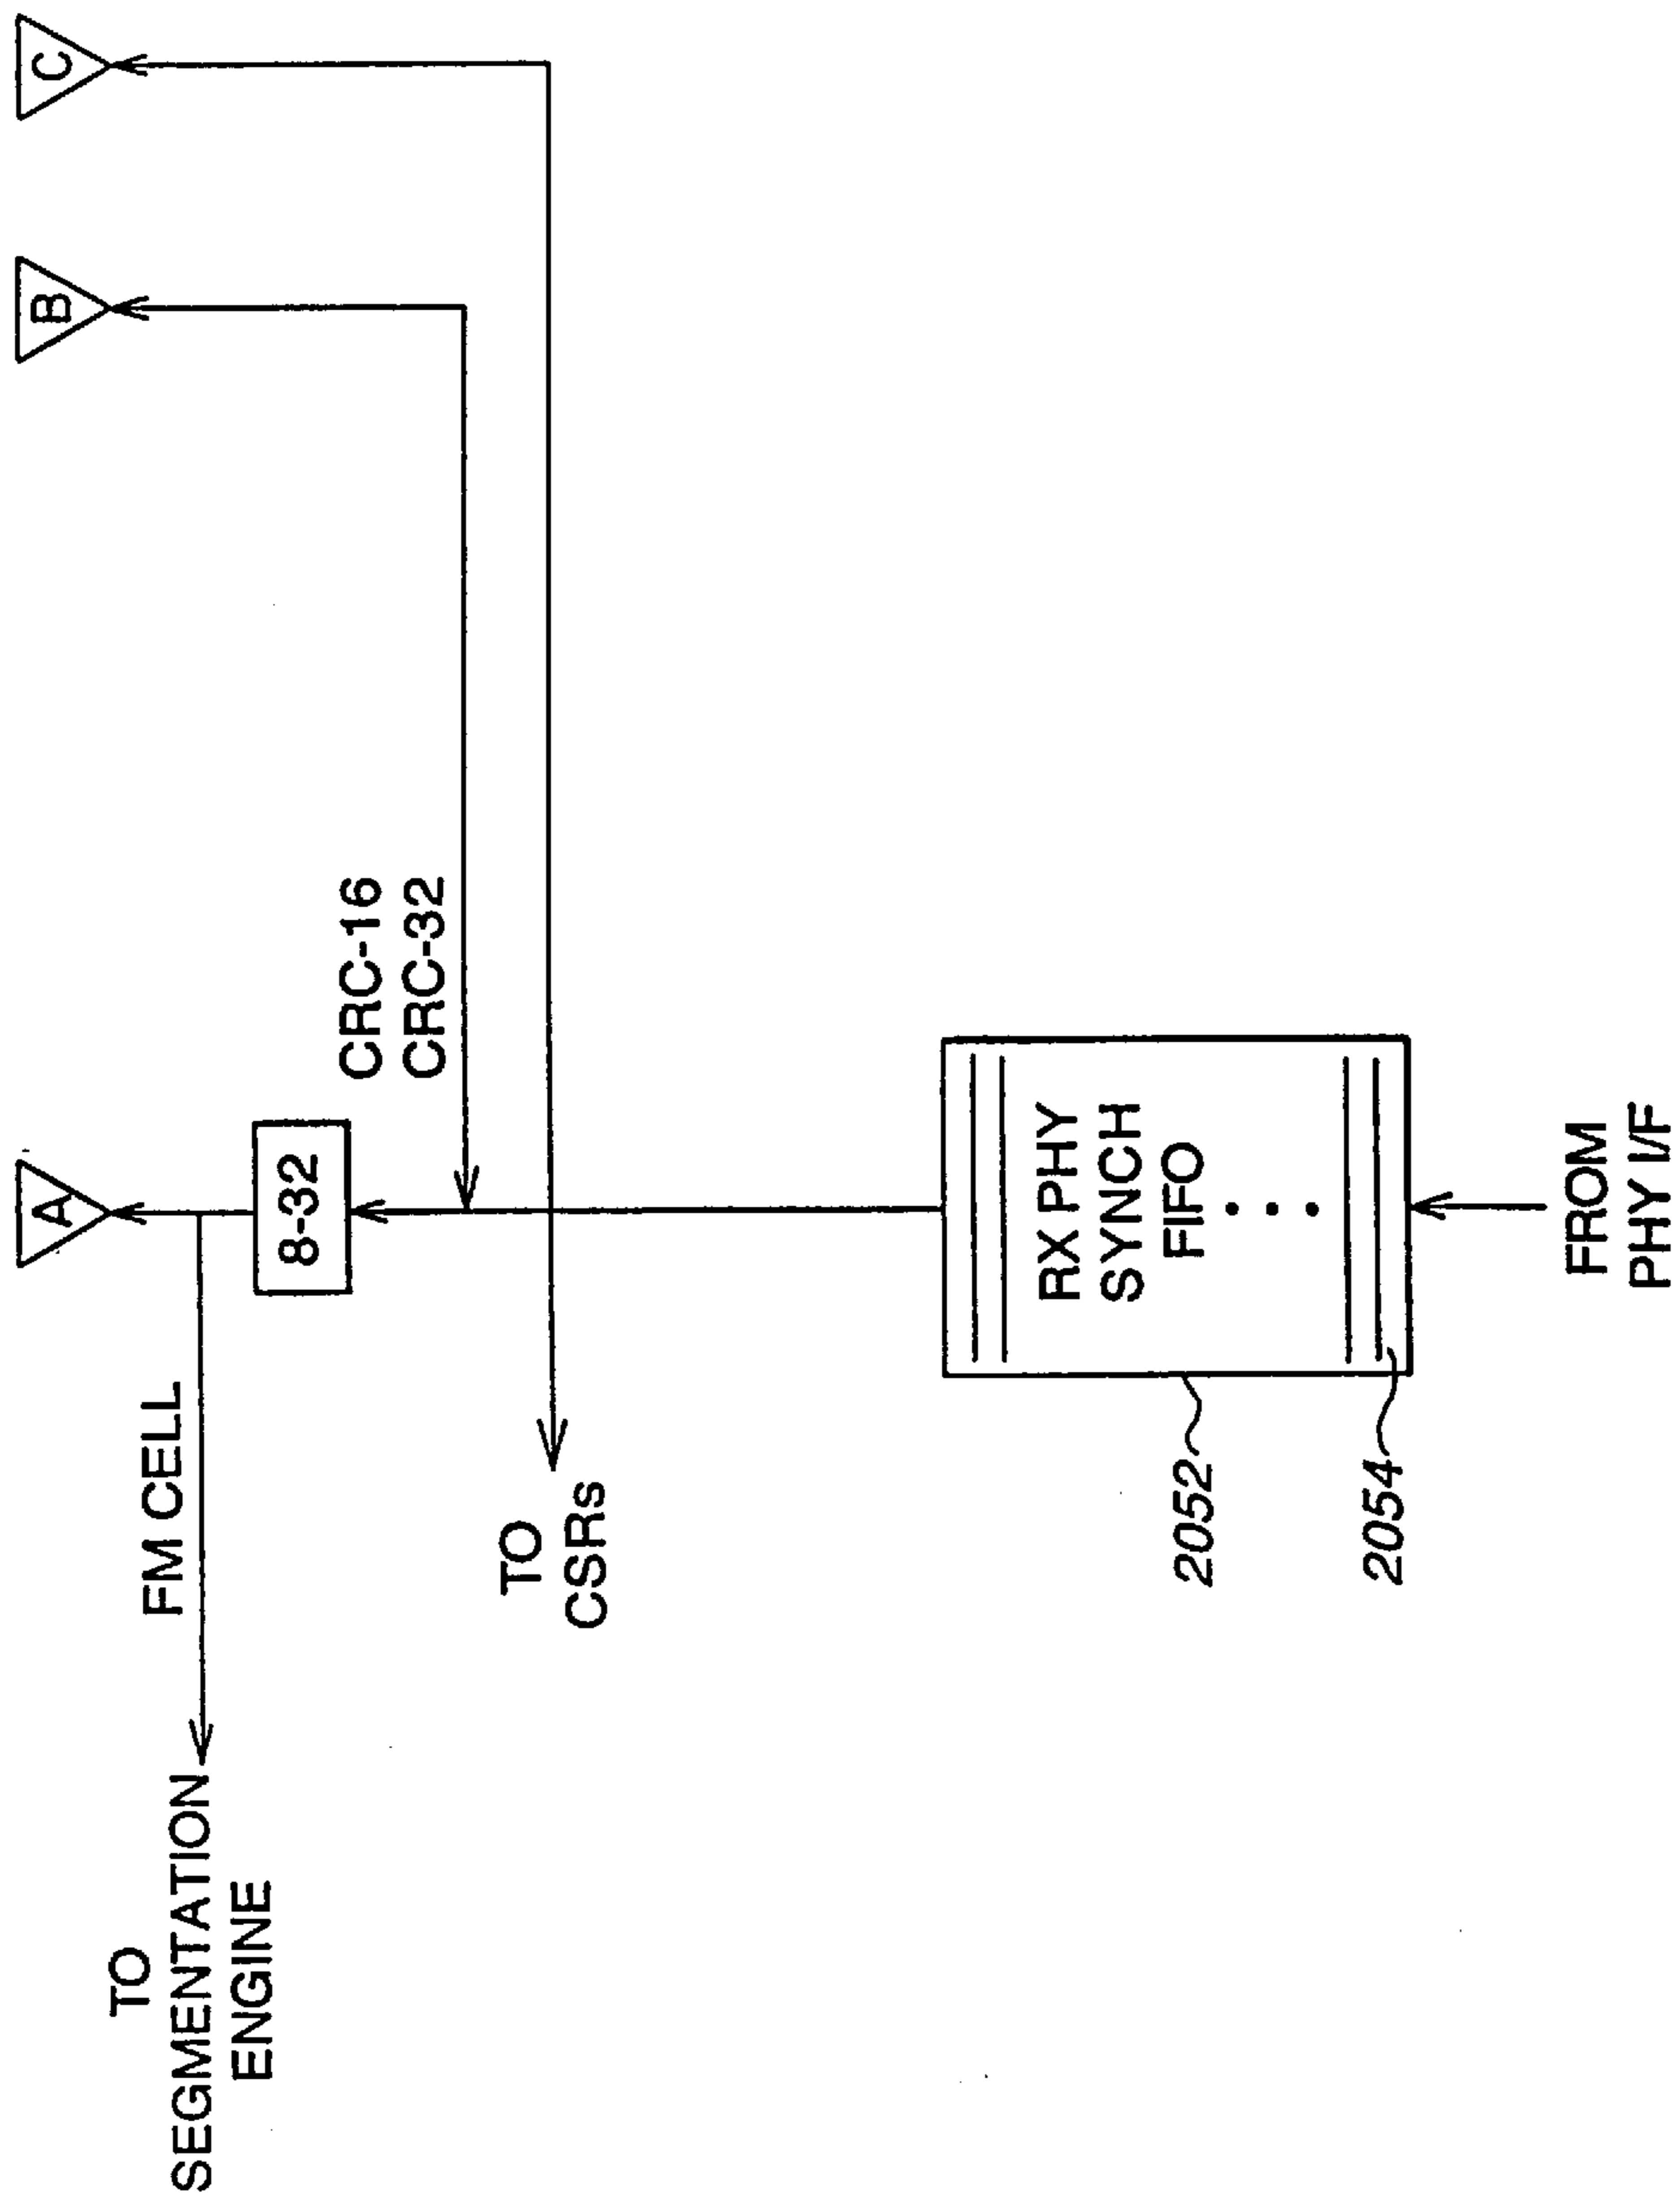 A
B
C
FM CELL
TO
SEGMENTATION
ENGINE
8-32
CRC-16
CRC-32
TO
CSRs
RX PHY
SYNCH
FIFO
2052
2054
FROM
PHY I/F